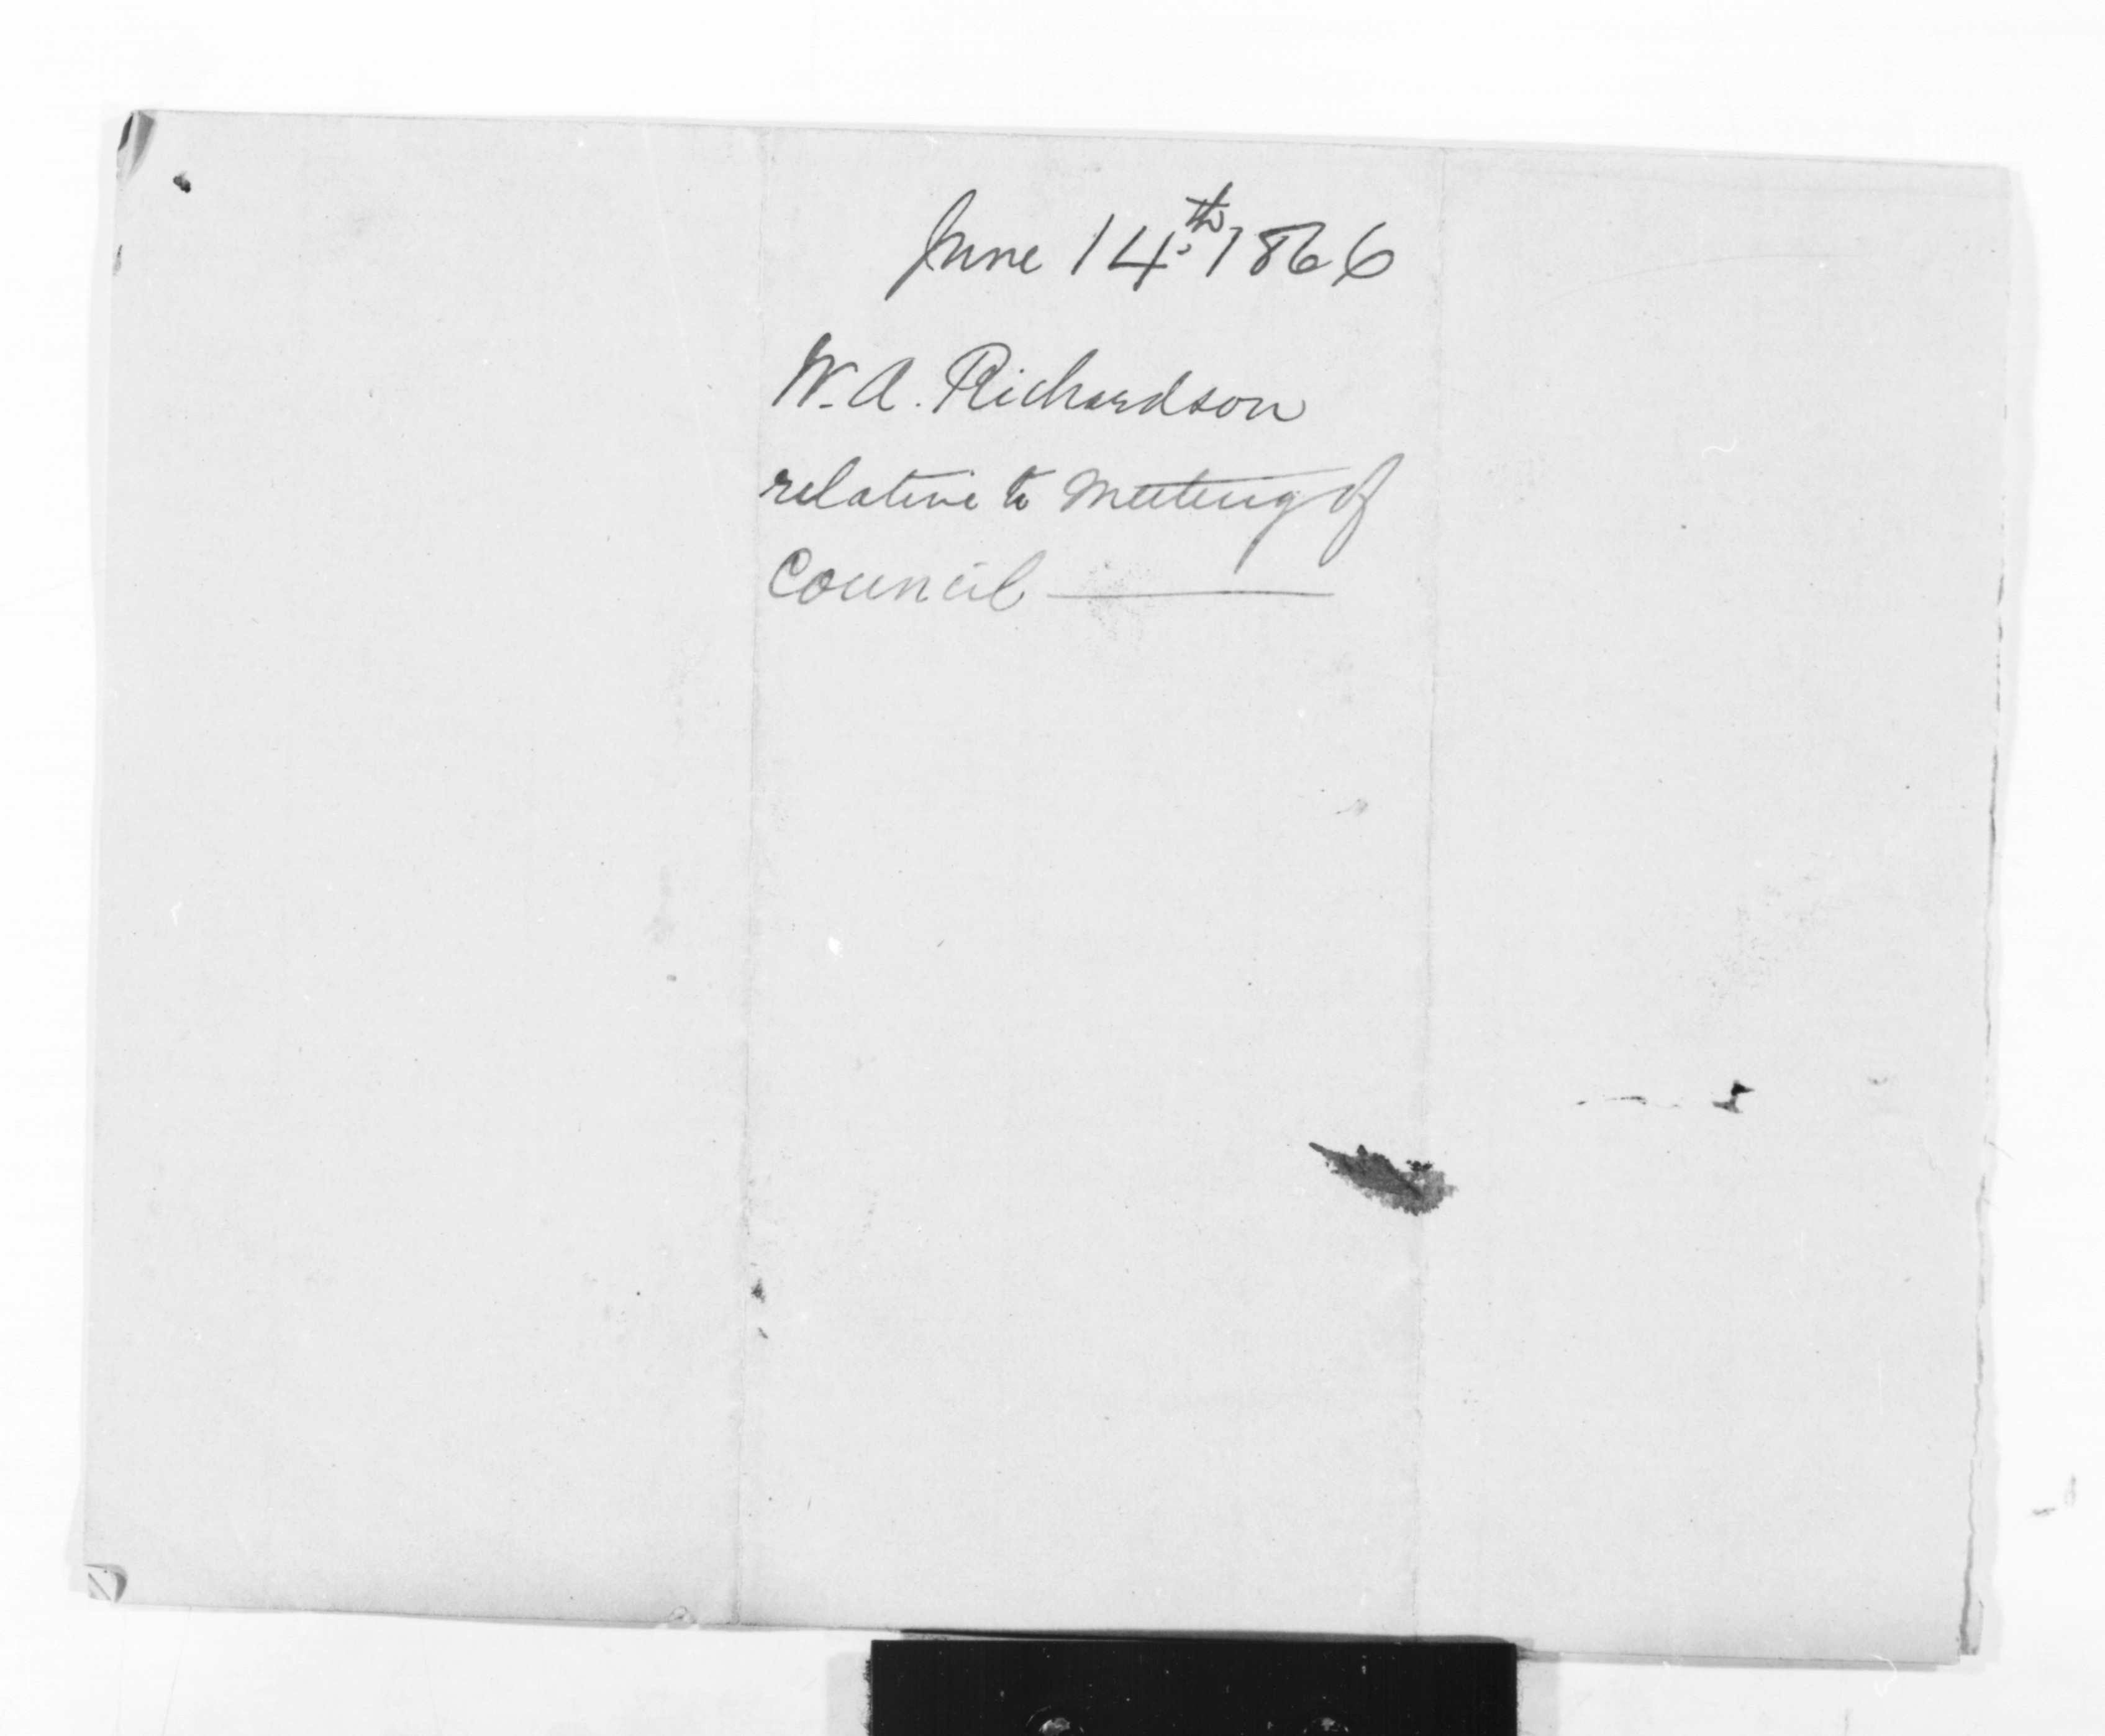 June 14th 1866
W. A. Richardson
relative to Meeting of
Council